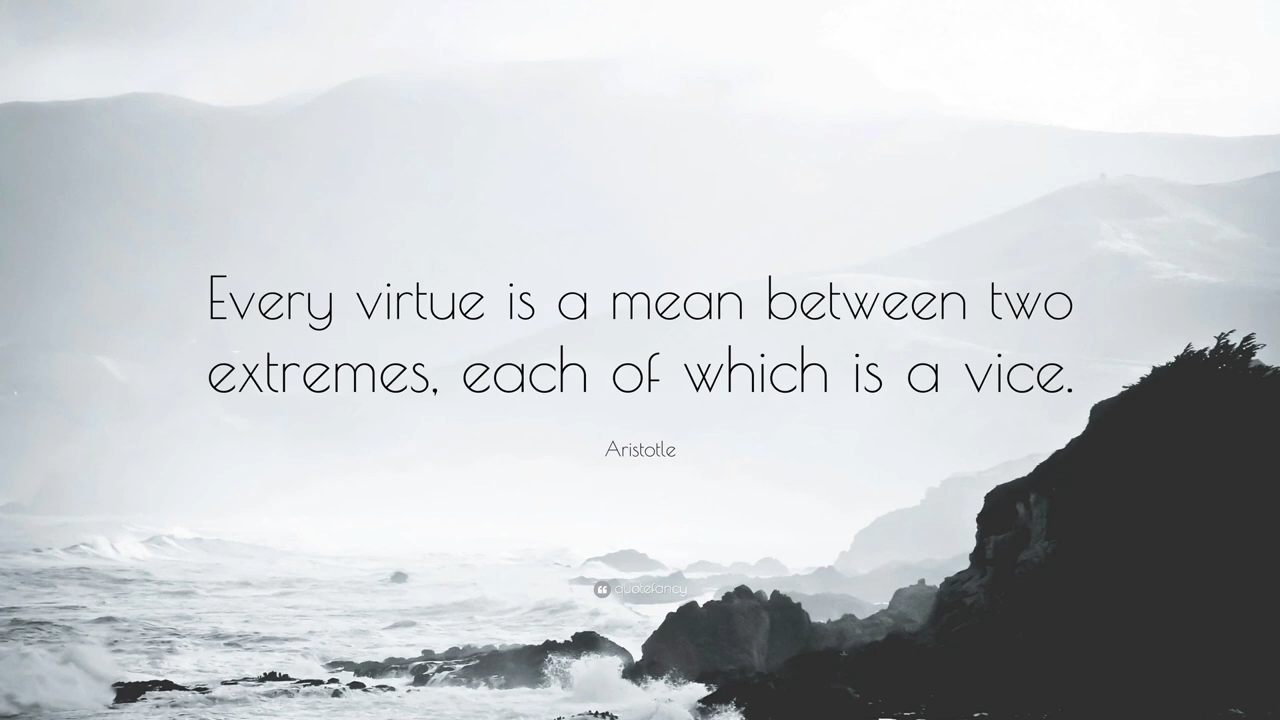 Every virtue is a mean between two
extremes, each of which is a vice.
Aristotle
quotefancy